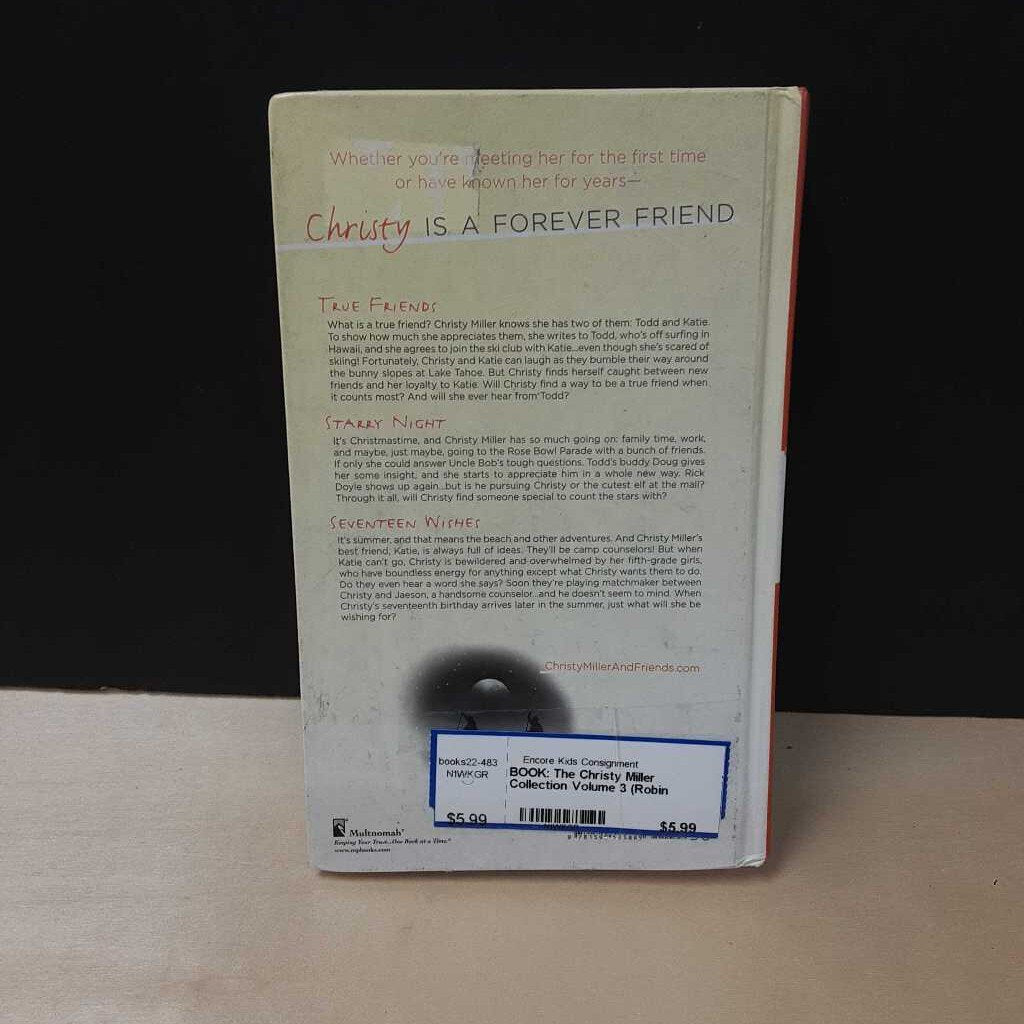 Whether you're meeting her for the first time
or have known her for years—
Christy IS A FOREVER FRIEND
TRUE FRIENDS
What is a true friend? Christy Miller knows she has two of them: Todd and Katie.
To show how much she appreciates them, she writes to Todd, who's off surfing in
Hawaii, and she agrees to join the ski club with Katie...even though she's scared of
skiing! Fortunately, Christy and Katie can laugh as they bumble their way around
the bunny slopes at Lake Tahoe. But Christy finds herself caught between new
friends and her loyalty to Katie. Will Christy find a way to be a true friend when
it counts most? And will she ever hear from Todd?
STARRY NIGHT
It's Christmastime, and Christy Miller has so much going on: family time, work,
and maybe, just maybe, going to the Rose Bowl Parade with a bunch of friends.
If only she could answer Uncle Bob's tough questions. Todd's buddy Doug gives
her some insight, and she starts to appreciate him in a whole new way. Rick
Doyle shows up again...but is he pursuing Christy or the cutest elf at the mall?
Through it all, will Christy find someone special to count the stars with?
SEVENTEEN WISHES
It's summer, and that means the beach and other adventures. And Christy Miller's
best friend, Katie, is always full of ideas. They'll be camp counselors! But when
Katie can't go, Christy is bewildered and overwhelmed by her fifth-grade girls,
who have boundless energy for anything except what Christy wants them to do.
Do they even hear a word she says? Soon they're playing matchmaker between
Christy and Jaeson, a handsome counselor...and he doesn't seem to mind. When
Christy's seventeenth birthday arrives later in the summer, just what will she be
wishing for?
ChristyMillerAndFriends.com
books22-483
N1WKGR
Encore Kids Consignment
BOOK: The Christy Miller
Collection Volume 3 (Robin
$5.99
$5.99
Multnomah®
Keeping Your Trust...One Book at a Time.®
www.mpbooks.com